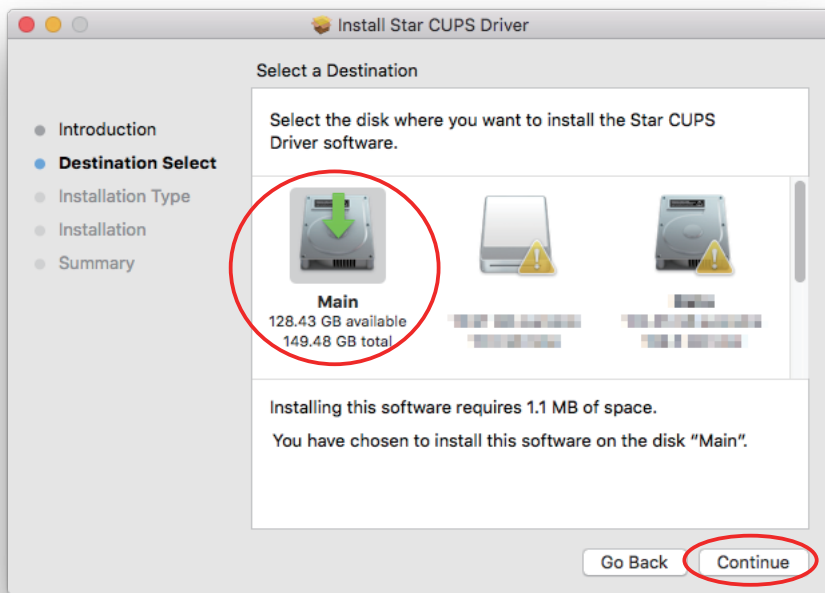 Install Star CUPS Driver
Select a Destination
Introduction
Destination Select
Installation Type
Installation
Summary
Select the disk where you want to install the Star CUPS
Driver software.
Main
128.43 GB available
149.48 GB total
Installing this software requires 1.1 MB of space.
You have chosen to install this software on the disk “Main”.
Go Back
Continue